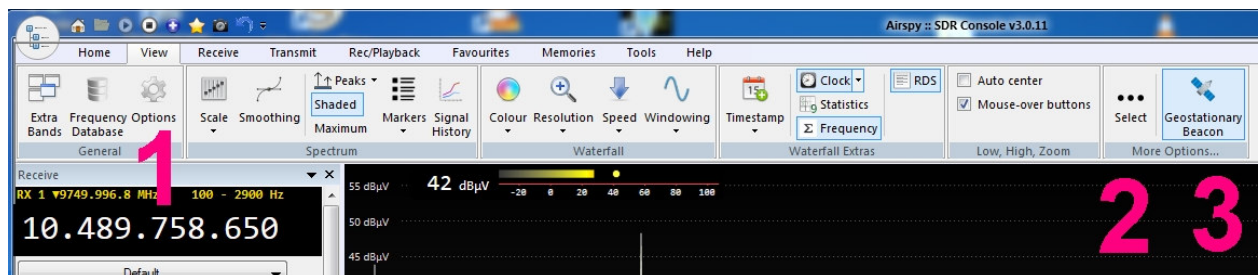 Airspy :: SDR Console v3.0.11
Home View Receive Transmit Rec/Playback Favourites Memories Tools Help
Extra Bands
Frequency Database
Options
General
Scale
Smoothing
Peaks
Shaded
Maximum
Markers
Signal History
Spectrum
Colour
Resolution
Speed
Windowing
Waterfall
15
Timestamp
Clock
Statistics
Σ Frequency
RDS
Waterfall Extras
Auto center
Mouse-over buttons
Low, High, Zoom
Select
Geostationary Beacon
More Options...
1
2
3
Receive
RX 1 ▼9749.996.8 MHz 100 - 2900 Hz
10.489.758.650
Default
55 dBµV
42 dBµV
-20 0 20 40 60 80 100
50 dBµV
45 dBµV